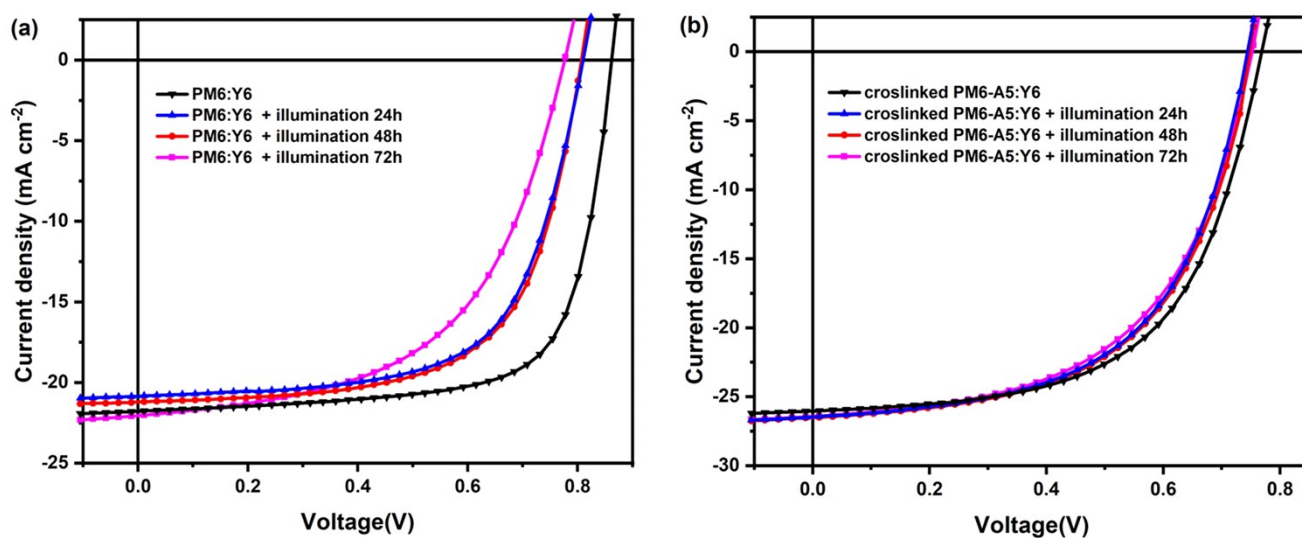 (a)
0
-5
-10
-15
-20
-25
Current density (mA cm⁻²)
PM6:Y6
PM6:Y6 + illumination 24h
PM6:Y6 + illumination 48h
PM6:Y6 + illumination 72h
0.0 0.2 0.4 0.6 0.8
Voltage(V)
(b)
0
-5
-10
-15
-20
-25
-30
Current density (mA cm⁻²)
croslinked PM6-A5:Y6
croslinked PM6-A5:Y6 + illumination 24h
croslinked PM6-A5:Y6 + illumination 48h
croslinked PM6-A5:Y6 + illumination 72h
0.0 0.2 0.4 0.6 0.8
Voltage(V)